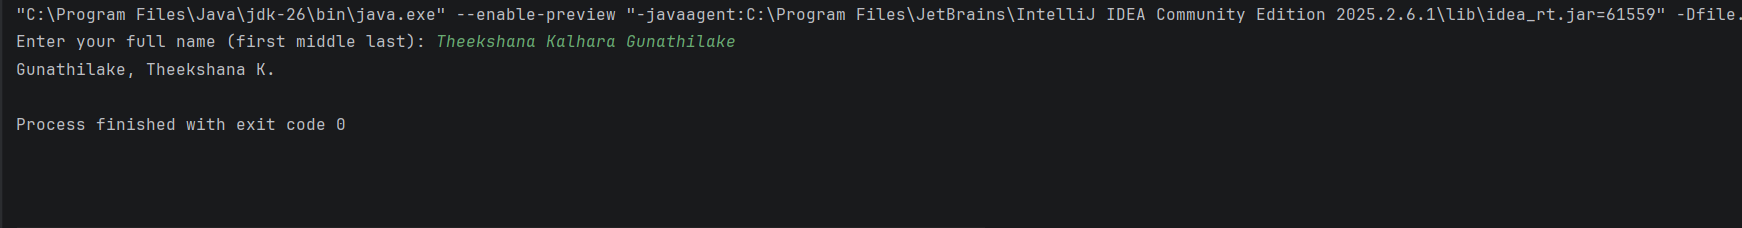 "C:\Program Files\Java\jdk-26\bin\java.exe" --enable-preview "-javaagent:C:\Program Files\JetBrains\IntelliJ IDEA Community Edition 2025.2.6.1\lib\idea_rt.jar=61559" -Dfile.
Enter your full name (first middle last): Theekshana Kalhara Gunathilake
Gunathilake, Theekshana K.
Process finished with exit code 0